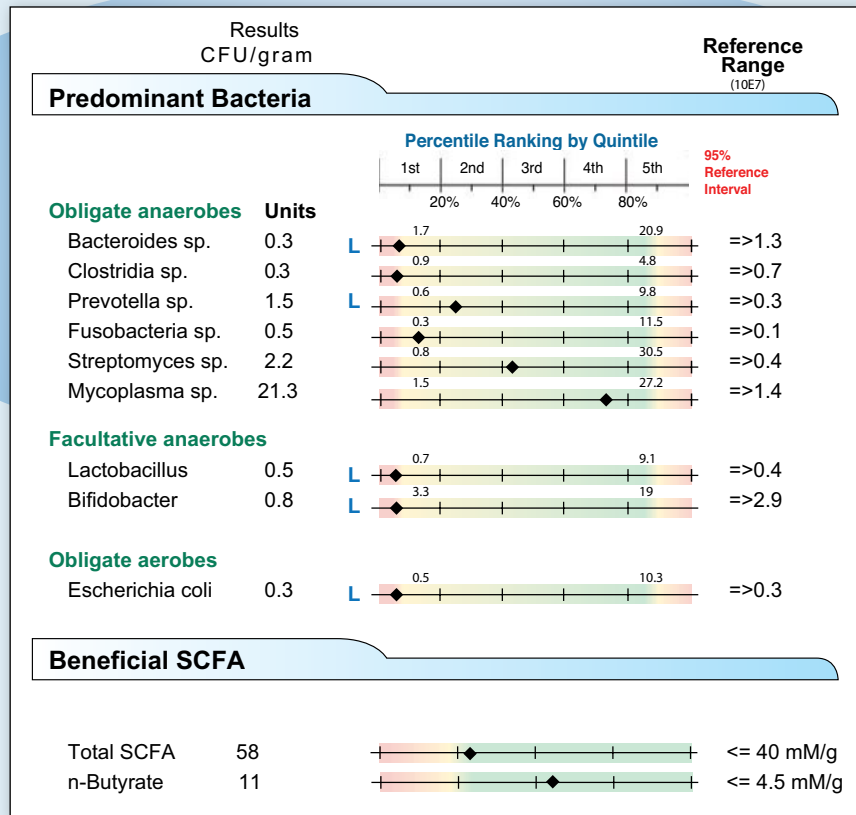 Results
CFU/gram
Reference
Range
(10E7)
Predominant Bacteria
Percentile Ranking by Quintile
1st 2nd 3rd 4th 5th
95%
Reference
Interval
20% 40% 60% 80%
Obligate anaerobes Units
1.7 20.9
Bacteroides sp. 0.3 L =>1.3
0.9 4.8
Clostridia sp. 0.3 =>0.7
0.6 9.8
Prevotella sp. 1.5 L =>0.3
0.3 11.5
Fusobacteria sp. 0.5 =>0.1
0.8 30.5
Streptomyces sp. 2.2 =>0.4
1.5 27.2
Mycoplasma sp. 21.3 =>1.4
Facultative anaerobes
0.7 9.1
Lactobacillus 0.5 L =>0.4
3.3 19
Bifidobacter 0.8 L =>2.9
Obligate aerobes
0.5 10.3
Escherichia coli 0.3 L =>0.3
Beneficial SCFA
Total SCFA 58 <= 40 mM/g
n-Butyrate 11 <= 4.5 mM/g